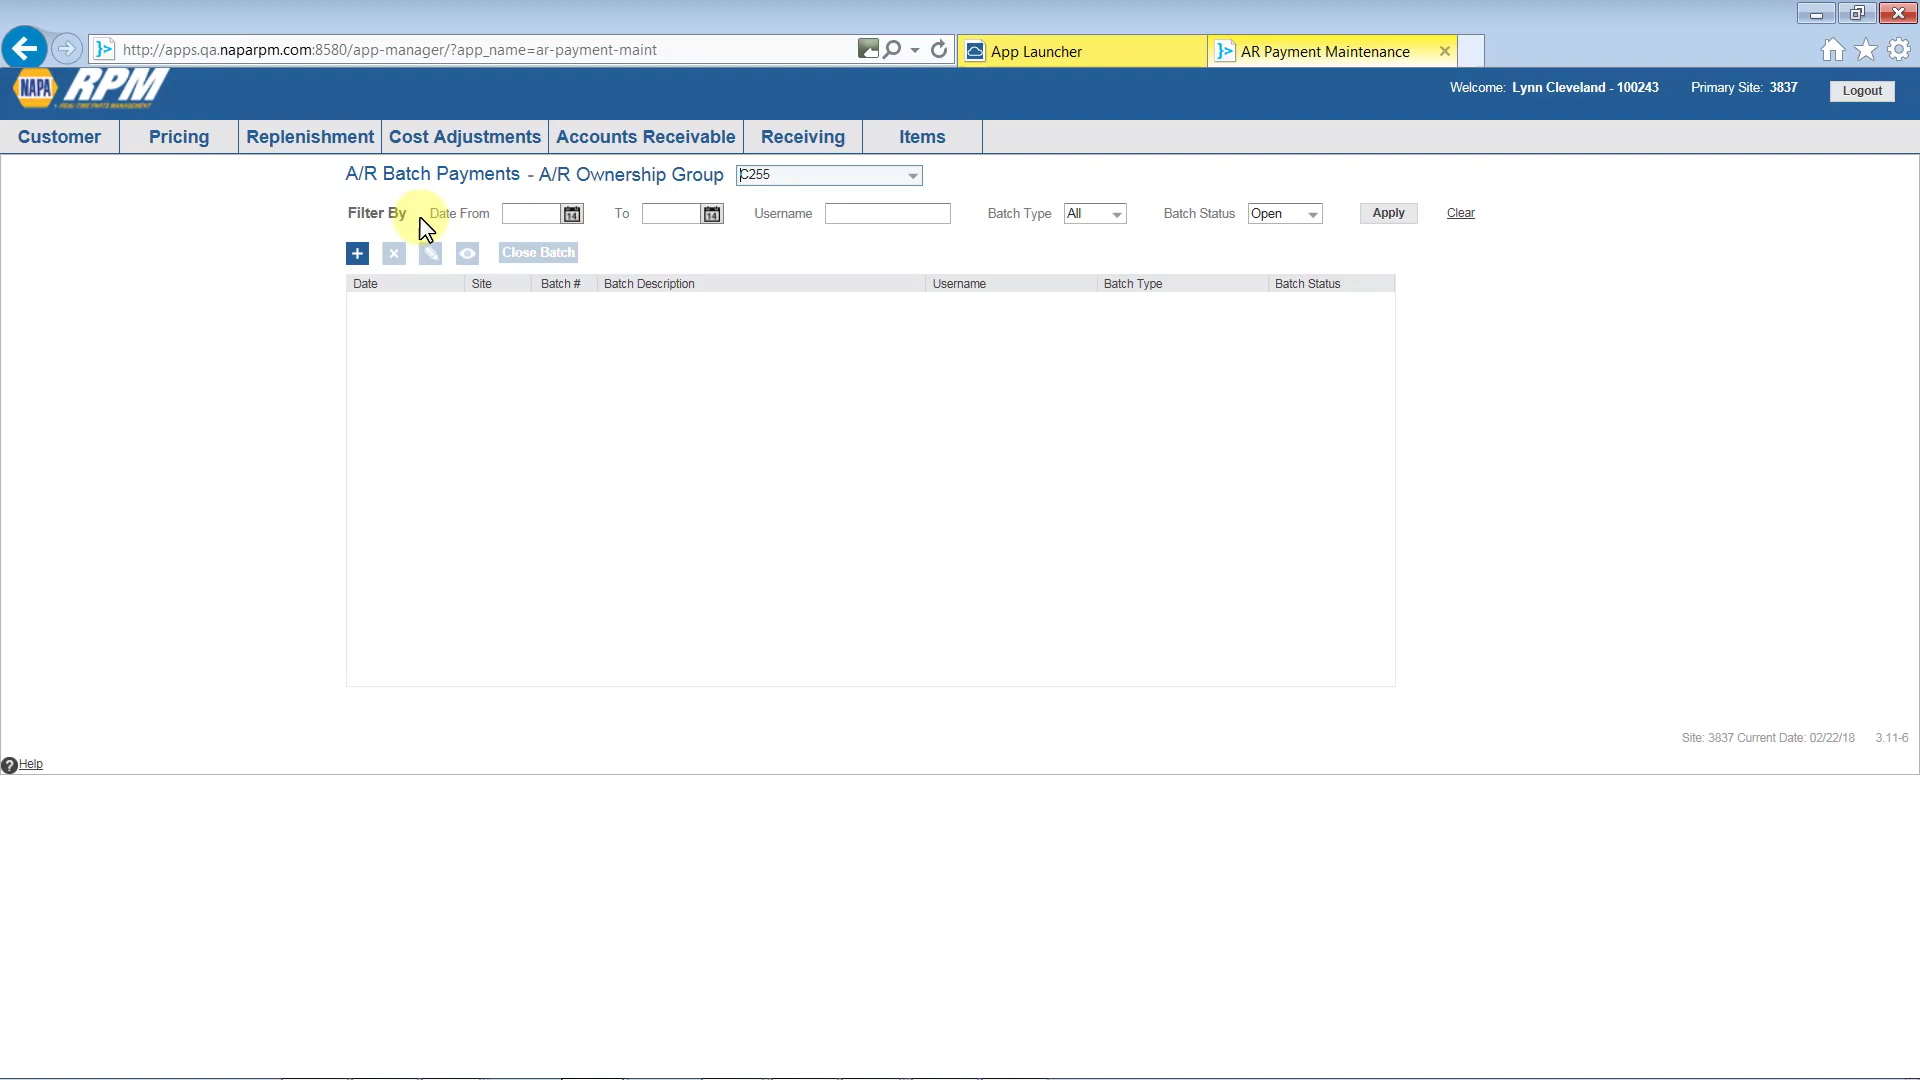 http://apps.qa.naparpm.com:8580/app-manager/?app_name=ar-payment-maint
App Launcher
AR Payment Maintenance
NAPA RPM
Welcome: Lynn Cleveland - 100243 Primary Site: 3837 Logout
Customer Pricing Replenishment Cost Adjustments Accounts Receivable Receiving Items
A/R Batch Payments - A/R Ownership Group C255
Filter By Date From 14 To 14 Username Batch Type All Batch Status Open Apply Clear
Close Batch
Date Site Batch # Batch Description Username Batch Type Batch Status
Site: 3837 Current Date: 02/22/18 3.11-6
Help